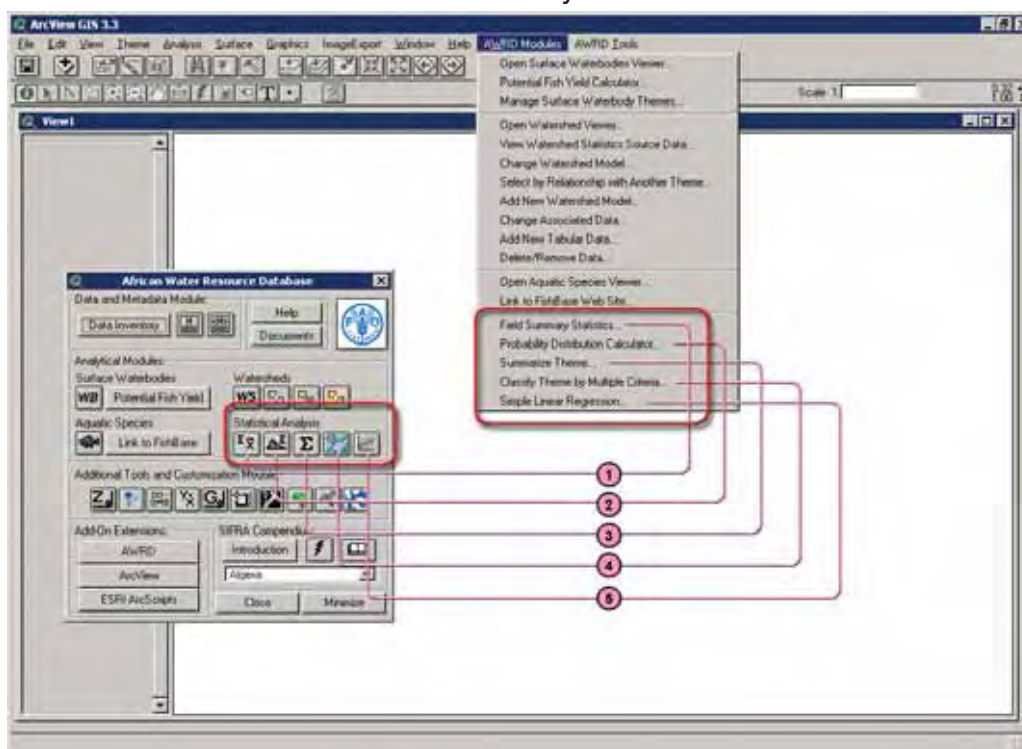 ArcView GIS 3.3
File Edit View Theme Analysis Surface Graphics ImageExport Window Help AWRD Modules AWRD Tools
Scale 1:
View1
Open Surface Waterbodies Viewer...
Potential Fish Yield Calculator...
Manage Surface Waterbody Themes...
Open Watershed Viewer...
View Watershed Statistics Source Data...
Change Watershed Model...
Select by Relationship with Another Theme...
Add New Watershed Model...
Change Associated Data...
Add New Tabular Data...
Delete/Remove Data...
Open Aquatic Species Viewer...
Link to FishBase Web Site...
Field Summary Statistics...
Probability Distribution Calculator...
Summarize Theme...
Classify Theme by Multiple Criteria...
Simple Linear Regression...
African Water Resource Database
Data and Metadata Module
Data Inventory
Help
Documents
Analytical Modules
Surface Waterbodies Watersheds
WB Potential Fish Yield WS
Aquatic Species Statistical Analysis
Link to FishBase Σ
Additional Tools and Customization Module
Add-On Extensions: SIFRA Compendium
AWRD Introduction
ArcView Algeria
ESRI ArcScripts Close Minimize
1
2
3
4
5